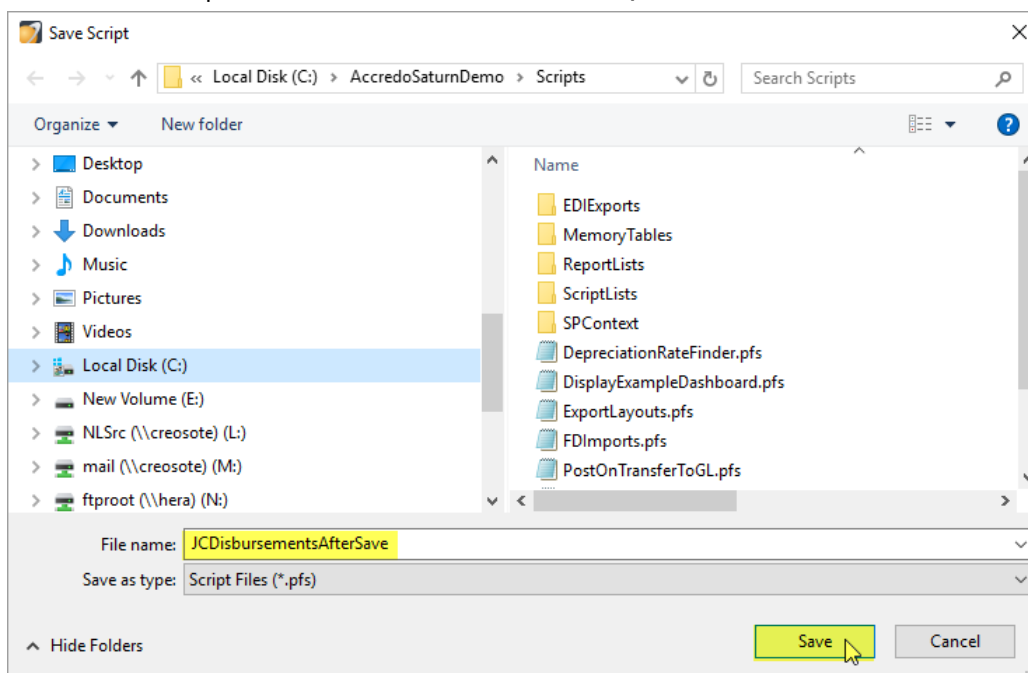 Save Script
« Local Disk (C:) > AccredoSaturnDemo > Scripts
Search Scripts
Organize
New folder
Desktop
Documents
Downloads
Music
Pictures
Videos
Local Disk (C:)
New Volume (E:)
NLSrc (\\creosote) (L:)
mail (\\creosote) (M:)
ftproot (\\hera) (N:)
Name
EDIExports
MemoryTables
ReportLists
ScriptLists
SPContext
DepreciationRateFinder.pfs
DisplayExampleDashboard.pfs
ExportLayouts.pfs
FDImports.pfs
PostOnTransferToGL.pfs
File name: JCDisbursementsAfterSave
Save as type: Script Files (*.pfs)
Hide Folders
Save
Cancel